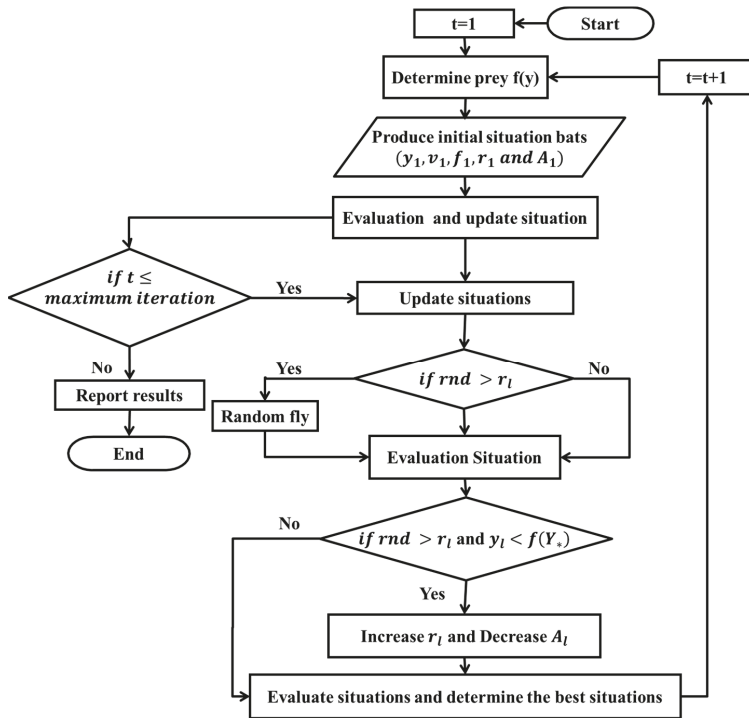 t=1
Start
Determine prey f(y)
t=t+1
Produce initial situation bats
(y₁, v₁, f₁, r₁ and A₁)
Evaluation and update situation
if t ≤
maximum iteration
Yes
Update situations
No
Report results
End
Yes
if rnd > rₗ
No
Random fly
Evaluation Situation
No
if rnd > rₗ and yₗ < f(Y*)
Yes
Increase rₗ and Decrease Aₗ
Evaluate situations and determine the best situations